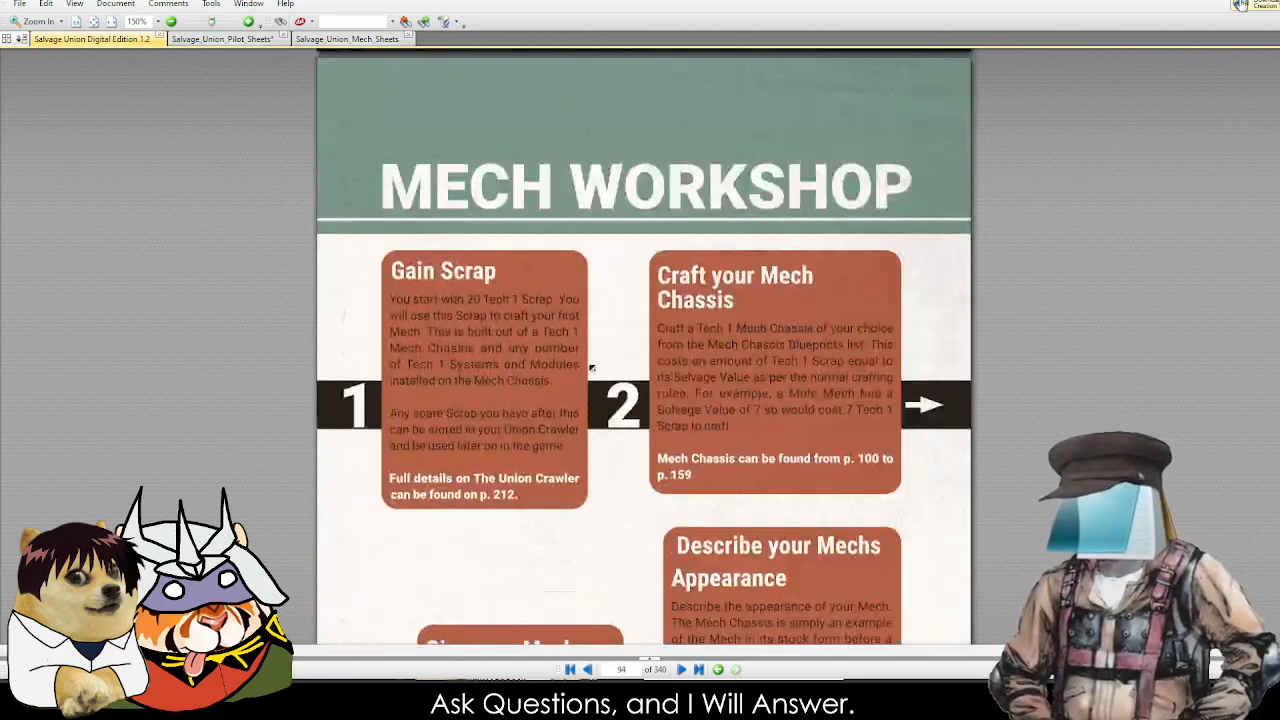 File Edit View Document Comments Tools Window Help
Zoom In 150%
Creation
Salvage Union Digital Edition 1.2 Salvage_Union_Pilot_Sheets* Salvage_Union_Mech_Sheets
MECH WORKSHOP
Gain Scrap
You start with 20 Tech 1 Scrap. You
will use this Scrap to craft your first
Mech. This is built out of a Tech 1
Mech Chassis and any number
of Tech 1 Systems and Modules
installed on the Mech Chassis.
Any spare Scrap you have after this
can be stored in your Union Crawler
and be used later on in the game.
Full details on The Union Crawler
can be found on p. 212.
1
2
Craft your Mech
Chassis
Craft a Tech 1 Mech Chassis of your choice
from the Mech Chassis Blueprints list. This
costs an amount of Tech 1 Scrap equal to
its Salvage Value as per the normal crafting
rules. For example, a Mule Mech has a
Salvage Value of 7 so would cost 7 Tech 1
Scrap to craft.
Mech Chassis can be found from p. 100 to
p. 159
Describe your Mechs
Appearance
Describe the appearance of your Mech.
The Mech Chassis is simply an example
of the Mech in its stock form before a
94 of 340
Ask Questions, and I Will Answer.